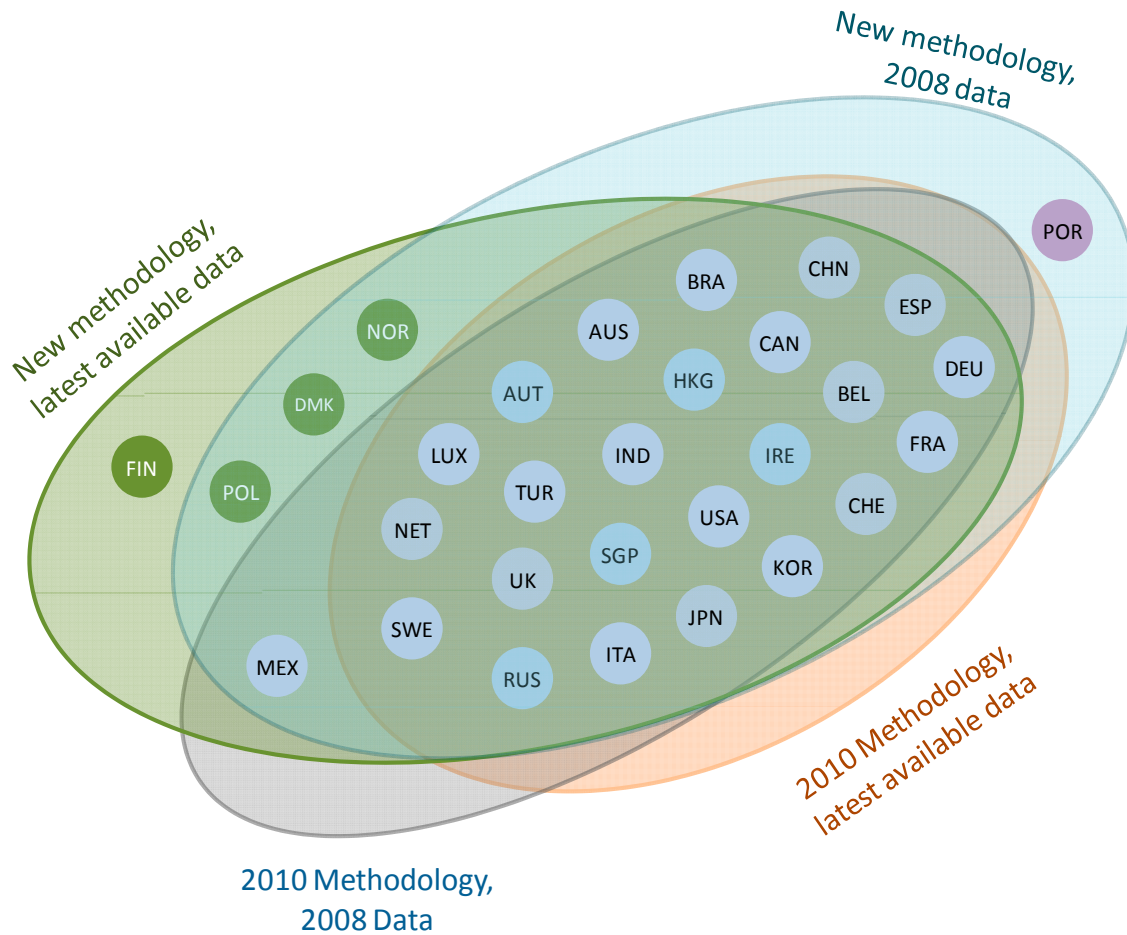 New methodology,
2008 data
POR
CHN
BRA
ESP
NOR
AUS
CAN
DEU
HKG
AUT
BEL
DMK
New methodology,
latest available data
FRA
LUX
IND
IRE
FIN
POL
TUR
CHE
USA
NET
SGP
KOR
UK
JPN
SWE
ITA
MEX
RUS
2010 Methodology,
latest available data
2010 Methodology,
2008 Data